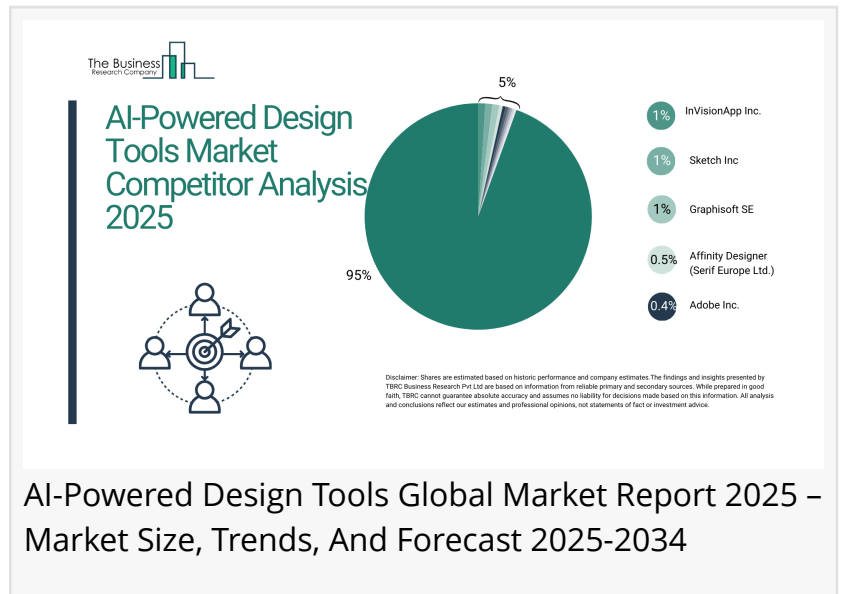 The Business
Research Company
AI-Powered Design
Tools Market
Competitor Analysis
2025
5%
95%
1% InVisionApp Inc.
1% Sketch Inc
1% Graphisoft SE
0.5% Affinity Designer
(Serif Europe Ltd.)
0.4% Adobe Inc.
Disclaimer: Shares are estimated based on historic performance and company estimates.The findings and insights presented by
TBRC Business Research Pvt Ltd are based on information from reliable primary and secondary sources. While prepared in good
faith, TBRC cannot guarantee absolute accuracy and assumes no liability for decisions made based on this information. All analysis
and conclusions reflect our estimates and professional opinions, not statements of fact or investment advice.
AI-Powered Design Tools Global Market Report 2025 –
Market Size, Trends, And Forecast 2025-2034